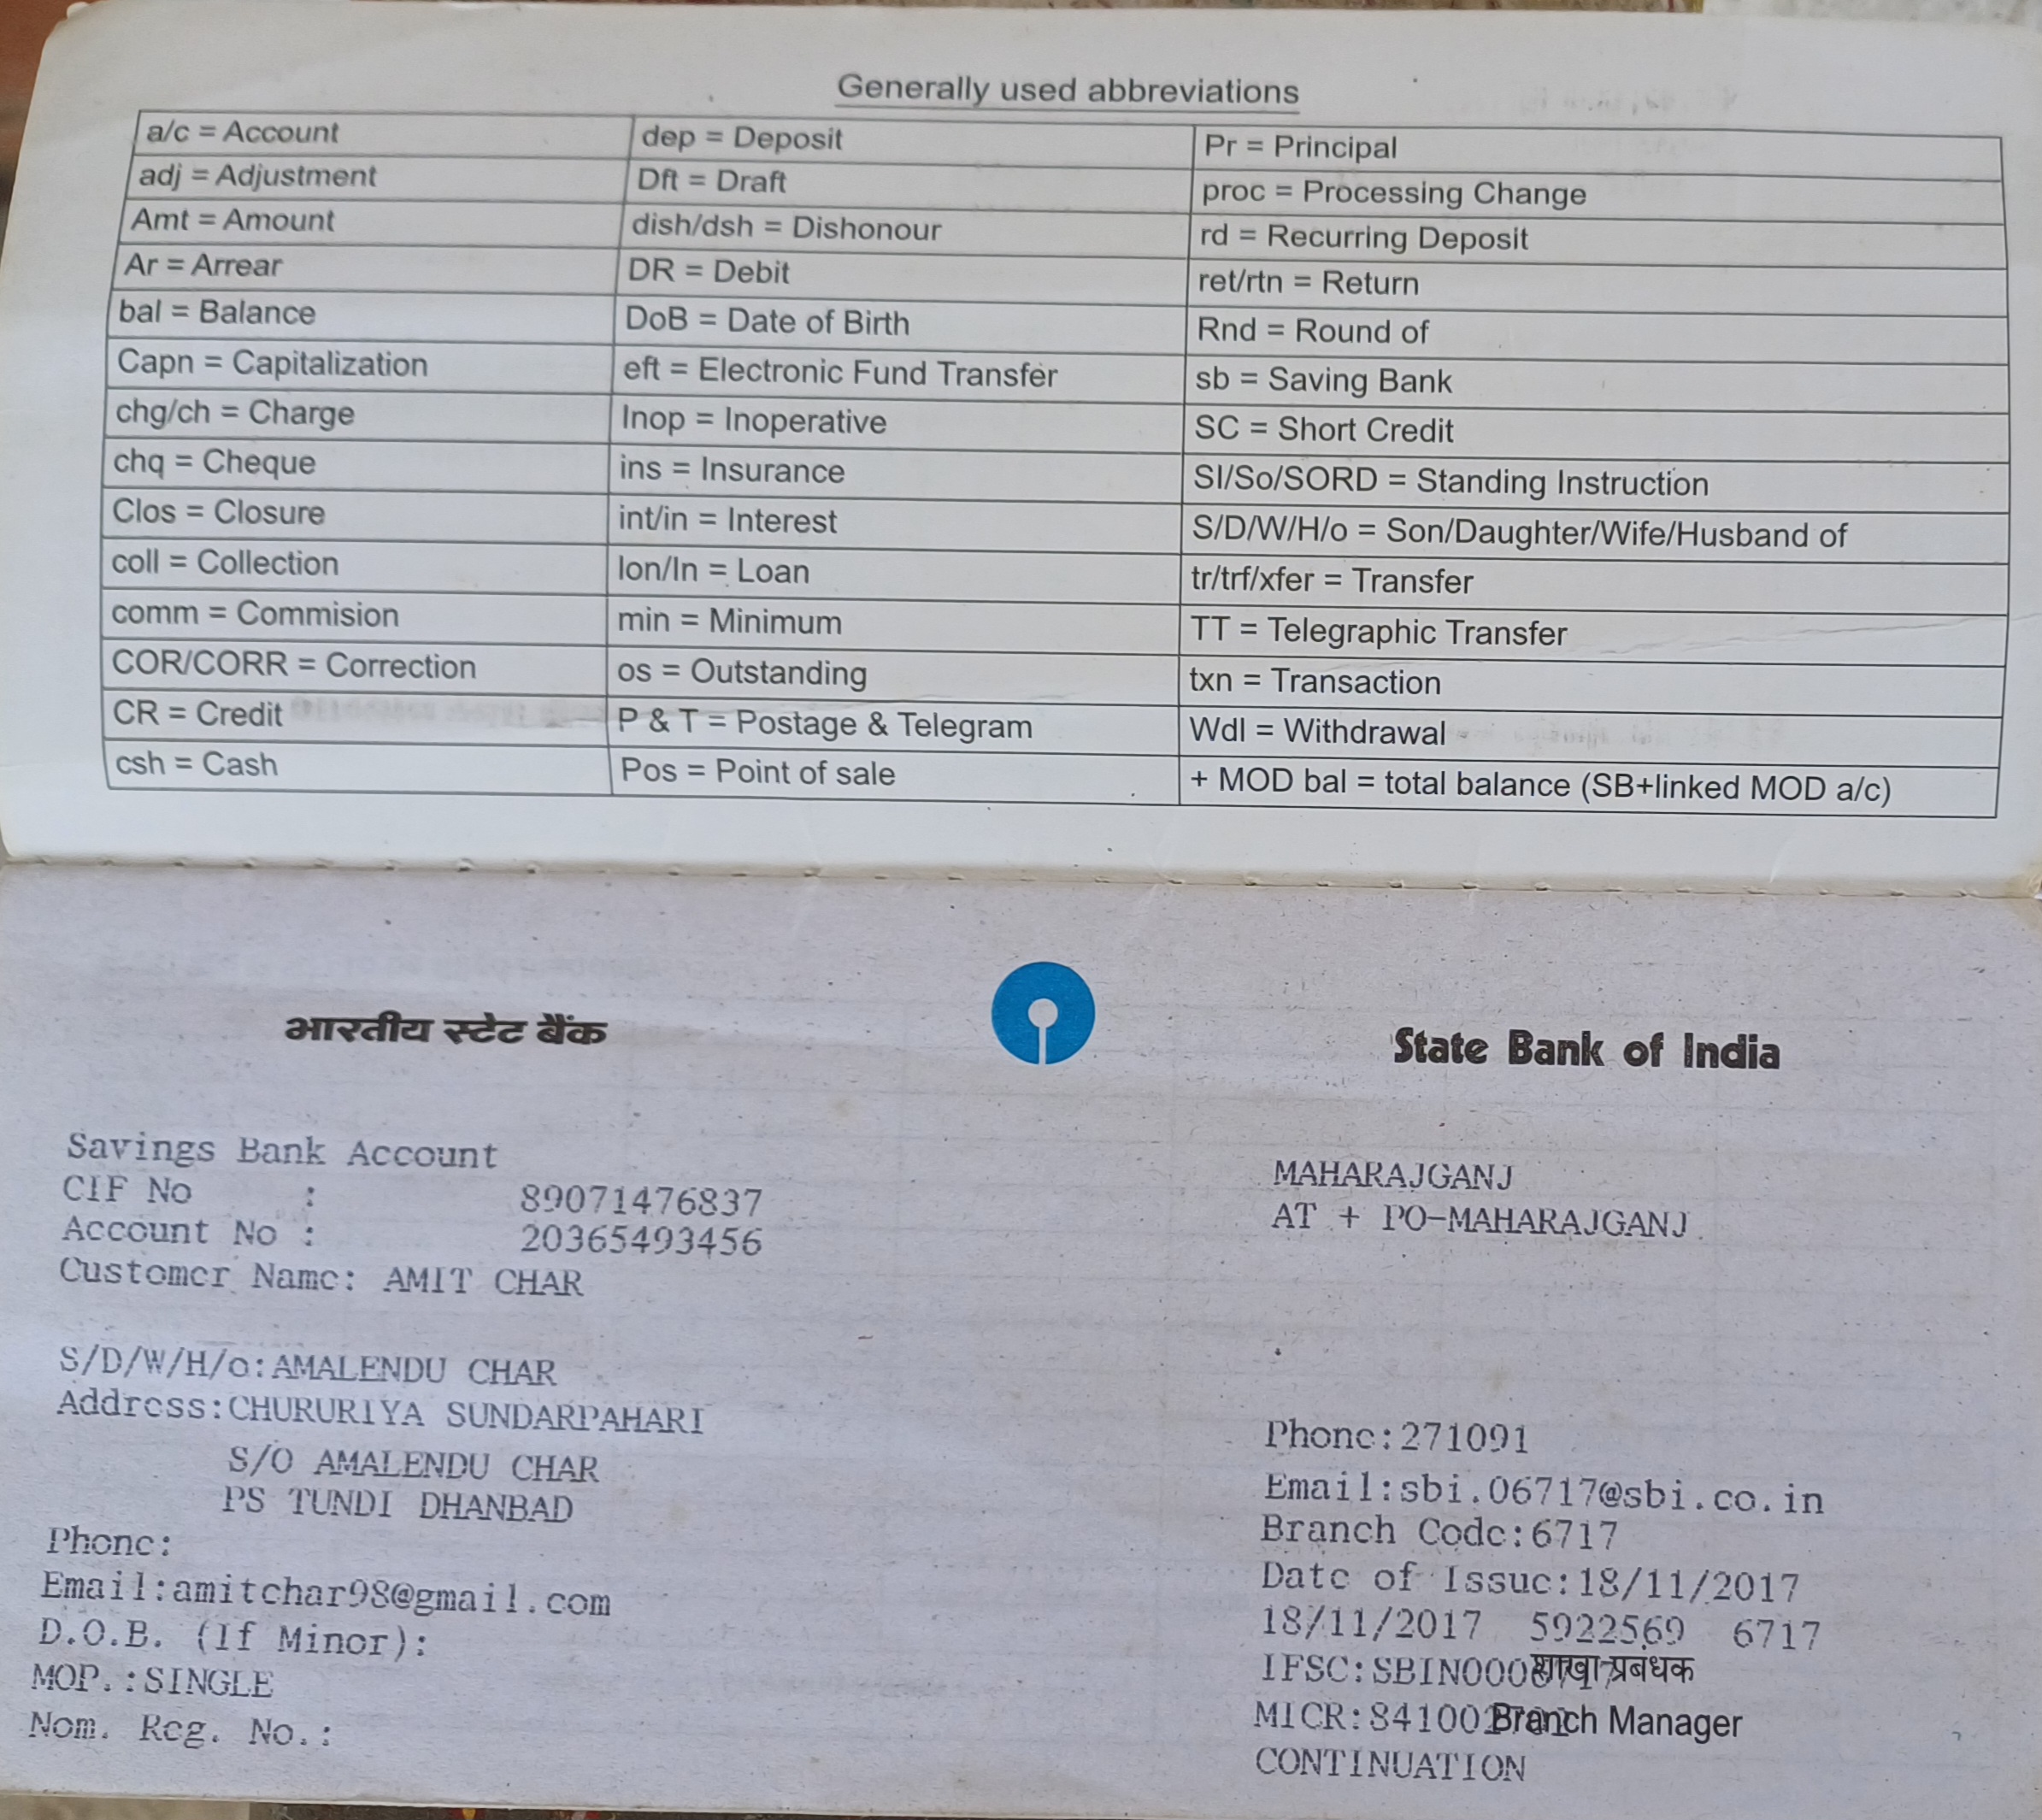 Generally used abbreviations
a/c = Account dep = Deposit Pr = Principal
adj = Adjustment Dft = Draft proc = Processing Change
Amt = Amount dish/dsh = Dishonour rd = Recurring Deposit
Ar = Arrear DR = Debit ret/rtn = Return
bal = Balance DoB = Date of Birth Rnd = Round of
Capn = Capitalization eft = Electronic Fund Transfer sb = Saving Bank
chg/ch = Charge Inop = Inoperative SC = Short Credit
chq = Cheque ins = Insurance SI/So/SORD = Standing Instruction
Clos = Closure int/in = Interest S/D/W/H/o = Son/Daughter/Wife/Husband of
coll = Collection lon/ln = Loan tr/trf/xfer = Transfer
comm = Commision min = Minimum TT = Telegraphic Transfer
COR/CORR = Correction os = Outstanding txn = Transaction
CR = Credit P & T = Postage & Telegram Wdl = Withdrawal
csh = Cash Pos = Point of sale + MOD bal = total balance (SB+linked MOD a/c)
भारतीय स्टेट बैंक State Bank of India
Savings Bank Account
CIF No : 89071476837
Account No : 20365493456
Customer Name: AMIT CHAR
S/D/W/H/o:AMALENDU CHAR
Address:CHURURIYA SUNDARPAHARI
S/O AMALENDU CHAR
PS TUNDI DHANBAD
Phone:
Email:amitchar98@gmail.com
D.O.B. (If Minor):
MOP.:SINGLE
Nom. Reg. No.:
MAHARAJGANJ
AT + PO-MAHARAJGANJ
Phone:271091
Email:sbi.06717@sbi.co.in
Branch Code:6717
Date of Issue:18/11/2017
18/11/2017 5922569 6717
IFSC: शाखा प्रबंधक
MICR: Branch Manager
CONTINUATION